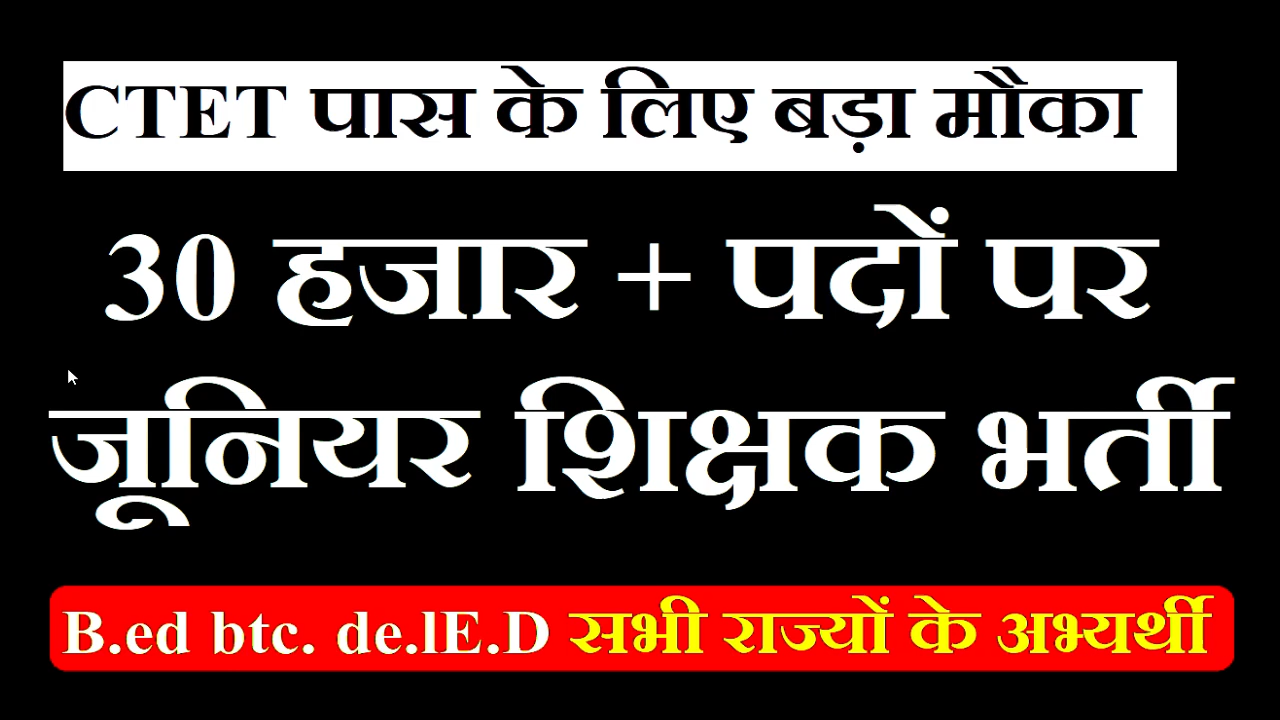 CTET पास के लिए बड़ा मौका
30 हजार + पदों पर
जूनियर शिक्षक भर्ती
B.ed btc. de.lE.D सभी राज्यों के अभ्यर्थी